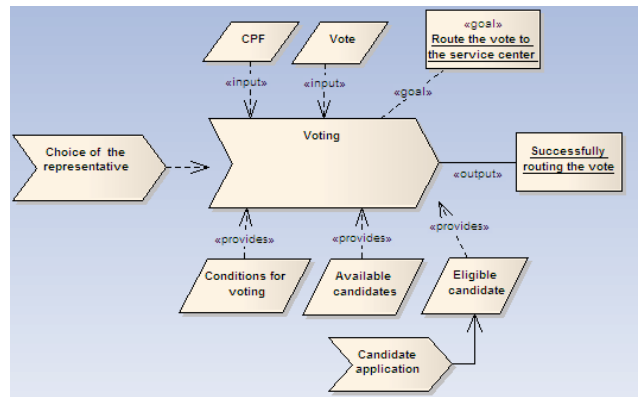 CPF
Vote
«goal»
Route the vote to
the service center
«input»
«input»
«goal»
Voting
Choice of the
representative
Successfully
routing the vote
«output»
«provides»
«provides»
«provides»
Conditions for
voting
Available
candidates
Eligible
candidate
Candidate
application